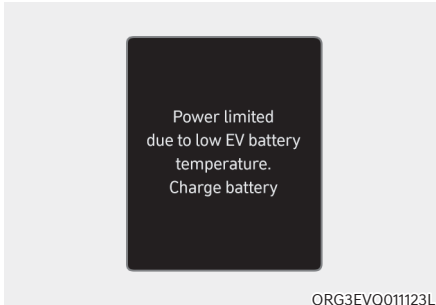 Power limited
due to low EV battery
temperature.
Charge battery
ORG3EVQ011123L